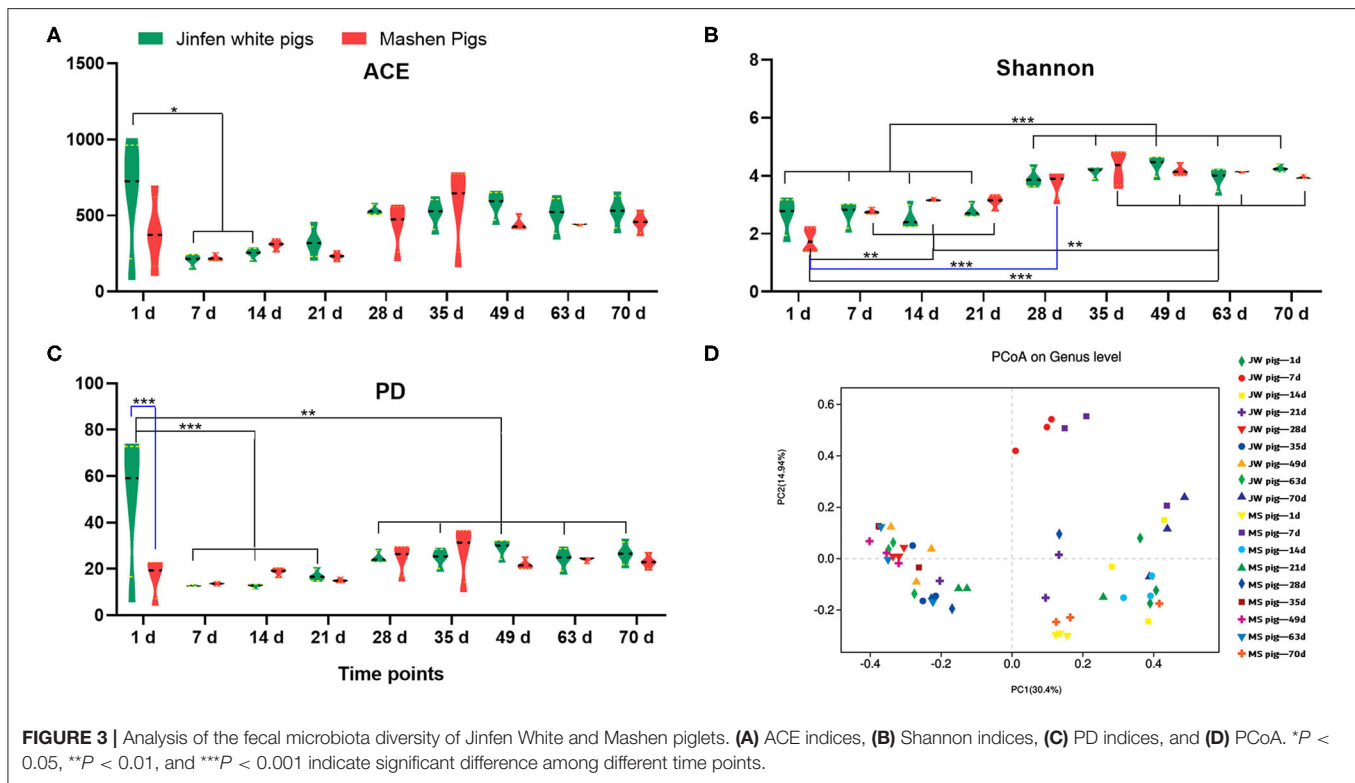 A
Jinfen white pigs
Mashen Pigs
ACE
1500
1000
500
0
*
1 d 7 d 14 d 21 d 28 d 35 d 49 d 63 d 70 d
B
Shannon
8
6
4
2
0
***
**
**
***
***
1 d 7 d 14 d 21 d 28 d 35 d 49 d 63 d 70 d
C
PD
100
80
60
40
20
0
***
**
***
1 d 7 d 14 d 21 d 28 d 35 d 49 d 63 d 70 d
Time points
D
PCoA on Genus level
PC2(14.94%)
0.6
0.4
0.2
0.0
-0.2
-0.4 -0.2 0.0 0.2 0.4
PC1(30.4%)
JW pig—1d
JW pig—7d
JW pig—14d
JW pig—21d
JW pig—28d
JW pig—35d
JW pig—49d
JW pig—63d
JW pig—70d
MS pig—1d
MS pig—7d
MS pig—14d
MS pig—21d
MS pig—28d
MS pig—35d
MS pig—49d
MS pig—63d
MS pig—70d
FIGURE 3 | Analysis of the fecal microbiota diversity of Jinfen White and Mashen piglets. (A) ACE indices, (B) Shannon indices, (C) PD indices, and (D) PCoA. *P <
0.05, **P < 0.01, and ***P < 0.001 indicate significant difference among different time points.